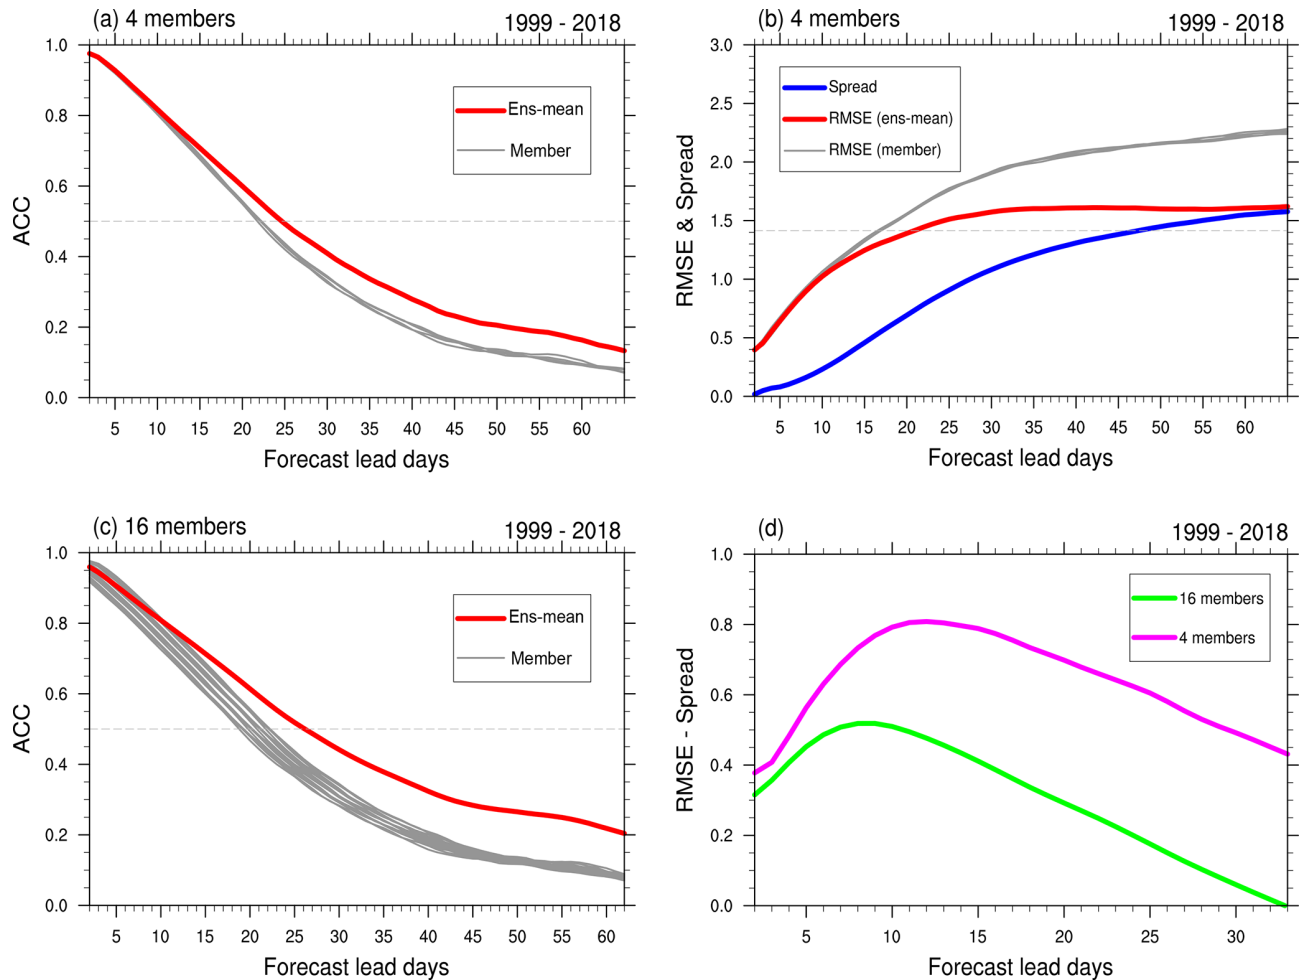 (a) 4 members
1999 - 2018
1.0
0.8
0.6
0.4
0.2
0.0
ACC
Ens-mean
Member
5 10 15 20 25 30 35 40 45 50 55 60
Forecast lead days
(b) 4 members
1999 - 2018
3.0
2.5
2.0
1.5
1.0
0.5
0.0
RMSE & Spread
Spread
RMSE (ens-mean)
RMSE (member)
5 10 15 20 25 30 35 40 45 50 55 60
Forecast lead days
(c) 16 members
1999 - 2018
1.0
0.8
0.6
0.4
0.2
0.0
ACC
Ens-mean
Member
5 10 15 20 25 30 35 40 45 50 55 60
Forecast lead days
(d)
1999 - 2018
1.0
0.8
0.6
0.4
0.2
0.0
RMSE - Spread
16 members
4 members
5 10 15 20 25 30
Forecast lead days